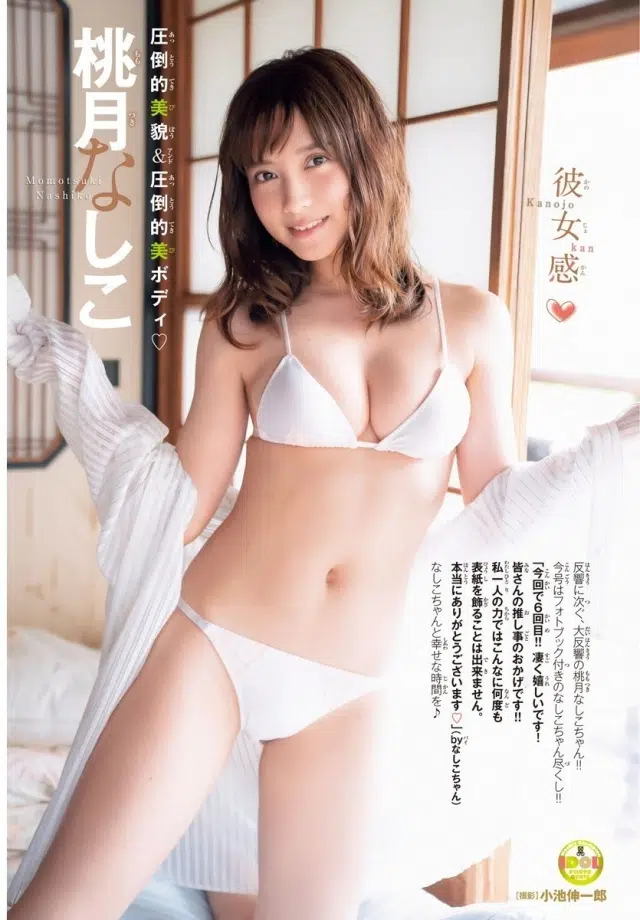 桃月なしこ
Momotsuki
Nashiko
圧倒的美貌&圧倒的美ボディ♡
彼女感
Kanojo
kan
反響に次ぐ、大反響の桃月なしこちゃん!!
今号はフォトブック付きのなしこちゃん尽くし!!
「今回で6回目!! 凄く嬉しいです!
皆さんの推し事のおかげです!!
私一人の力ではこんなに何度も
表紙を飾ることは出来ません。
本当にありがとうございます♡」(byなしこちゃん)
なしこちゃんと幸せな時間を♪
IDOL
[撮影]小池伸一郎